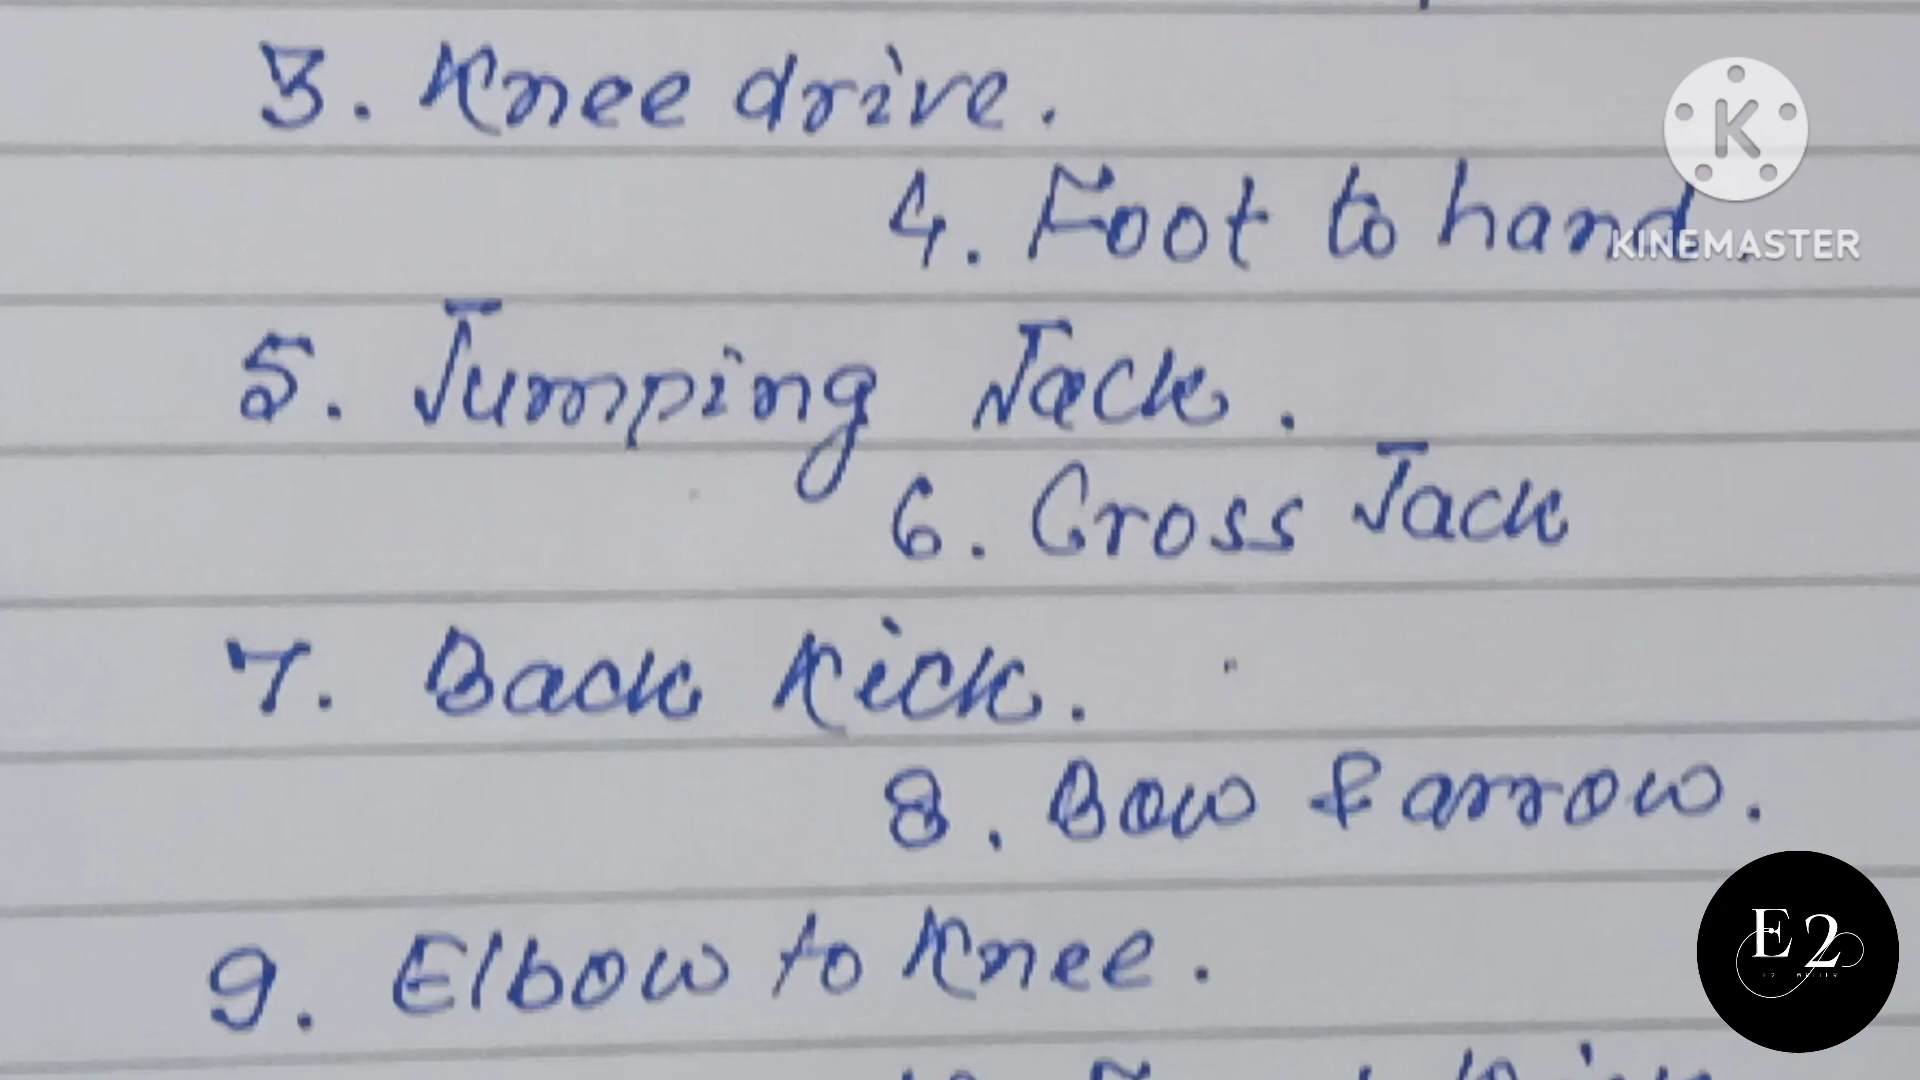 3. Knee drive.
4. Foot to hand.
5. Jumping Jack.
6. Cross Jack
7. Back Kick.
8. Bow & arrow.
9. Elbow to Knee.
K
KINEMASTER
E2